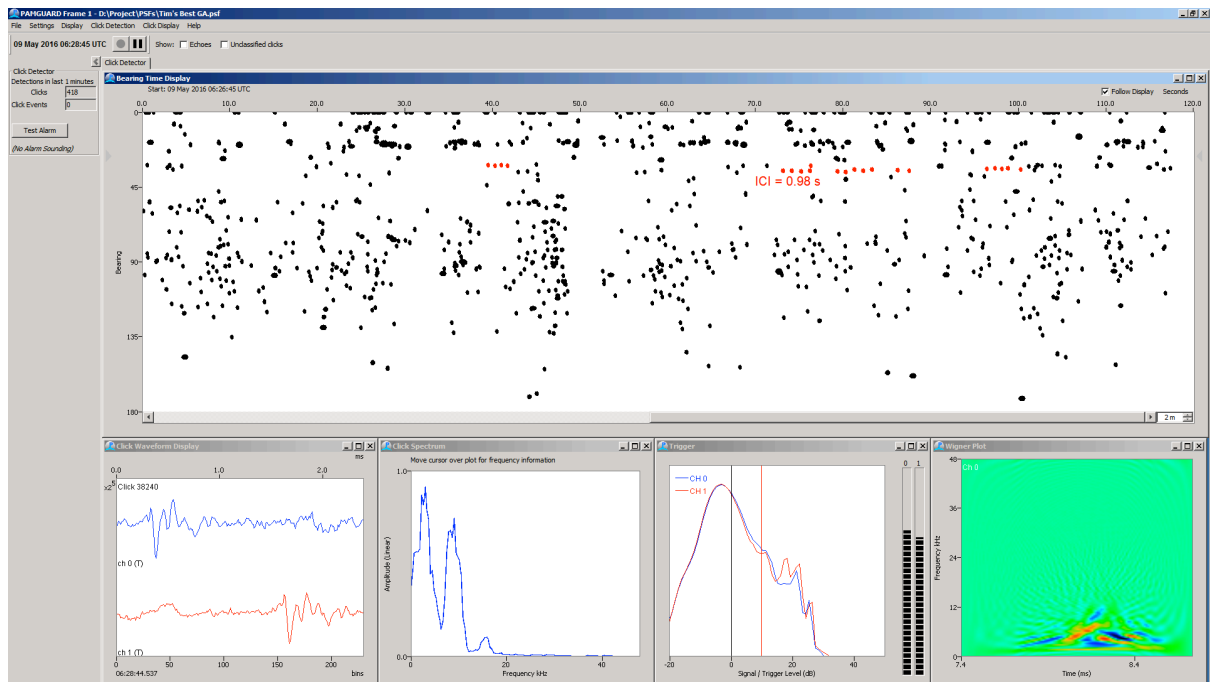 PAMGUARD Frame 1 - D:\Project\PSFs\Tim's Best GA.psf
File Settings Display Click Detection Click Display Help
09 May 2016 06:28:45 UTC Show: Echoes Unclassified clicks
Click Detector
Click Detector
Detections in last 1 minutes
Clicks 418
Click Events 0
Test Alarm
(No Alarm Sounding)
Bearing Time Display
Start: 09 May 2016 06:26:45 UTC Follow Display Seconds
0.0 10.0 20.0 30.0 40.0 50.0 60.0 70.0 80.0 90.0 100.0 110.0 120.0
0
45
90
135
180
Bearing
ICI = 0.98 s
2 m
Click Waveform Display
ms
0.0 1.0 2.0
x2^5
Click 38240
ch 0 (T)
ch 1 (T)
0 50 100 150 200
06:28:44.537 bins
Click Spectrum
Move cursor over plot for frequency information
1.0
Amplitude (Linear)
0.0
0 20 40
Frequency kHz
Trigger
0 1
CH 0
CH 1
-20 0 20 40
Signal / Trigger Level (dB)
Wigner Plot
Ch 0
48
36
24
12
0
Frequency kHz
7.4 8.4
Time (ms)